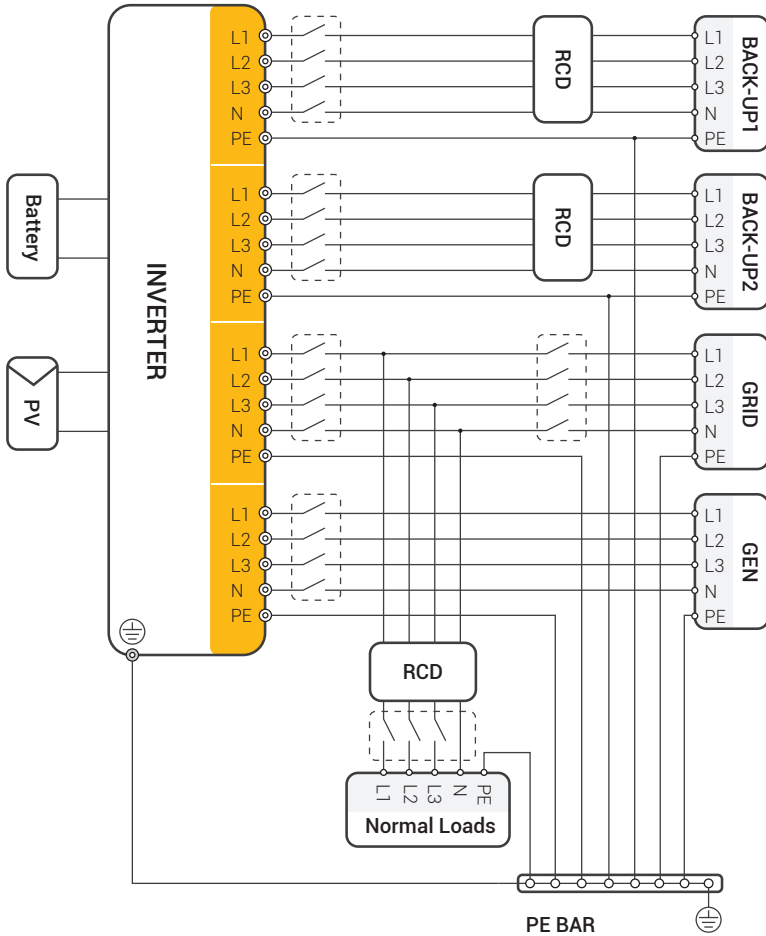 L1
L2
L3
N
PE
RCD
L1
L2
L3
N
PE
BACK-UP1
L1
L2
L3
N
PE
RCD
L1
L2
L3
N
PE
BACK-UP2
Battery
INVERTER
PV
L1
L2
L3
N
PE
L1
L2
L3
N
PE
GRID
L1
L2
L3
N
PE
L1
L2
L3
N
PE
GEN
RCD
L1
L2
L3
N
PE
Normal Loads
PE BAR